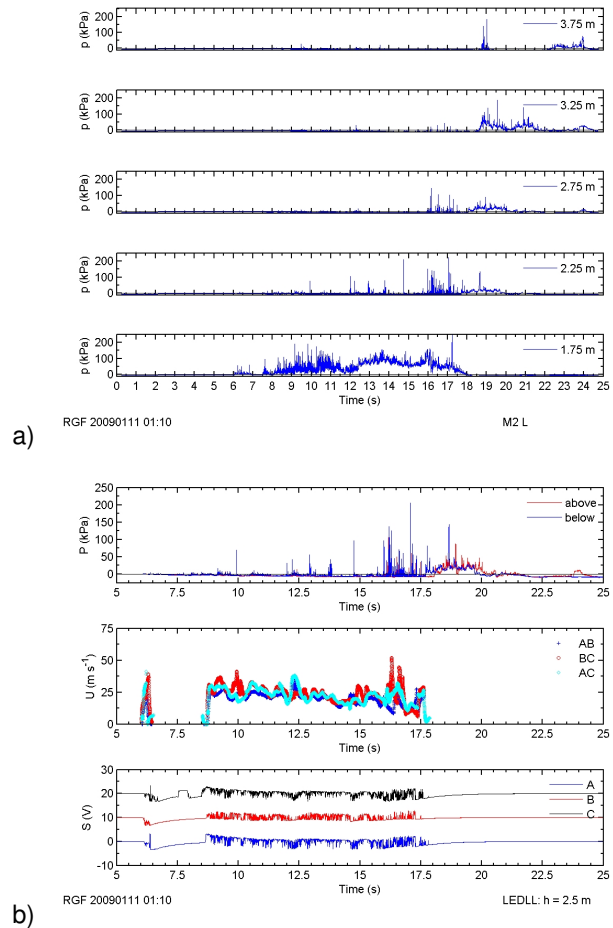 200
100
0
p (kPa)
3.75 m
200
100
0
p (kPa)
3.25 m
200
100
0
p (kPa)
2.75 m
200
100
0
p (kPa)
2.25 m
200
100
0
p (kPa)
1.75 m
0 1 2 3 4 5 6 7 8 9 10 11 12 13 14 15 16 17 18 19 20 21 22 23 24 25
Time (s)
a) RGF 20090111 01:10 M2 L
250
200
150
100
50
0
P (kPa)
above
below
5 7.5 10 12.5 15 17.5 20 22.5 25
Time (s)
75
50
25
0
U (m s-1)
AB
BC
AC
5 7.5 10 12.5 15 17.5 20 22.5 25
Time (s)
30
20
10
0
-10
S (V)
A
B
C
5 7.5 10 12.5 15 17.5 20 22.5 25
Time (s)
b) RGF 20090111 01:10 LEDLL: h = 2.5 m